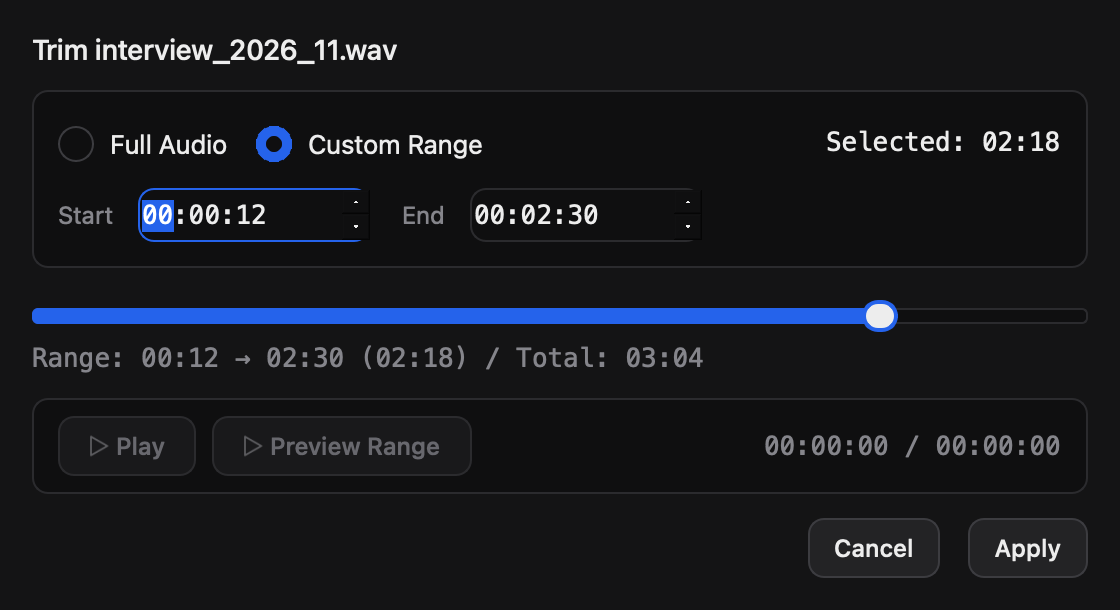 Trim interview_2026_11.wav
Full Audio Custom Range Selected: 02:18
Start 00:00:12 End 00:02:30
Range: 00:12 → 02:30 (02:18) / Total: 03:04
Play Preview Range 00:00:00 / 00:00:00
Cancel Apply